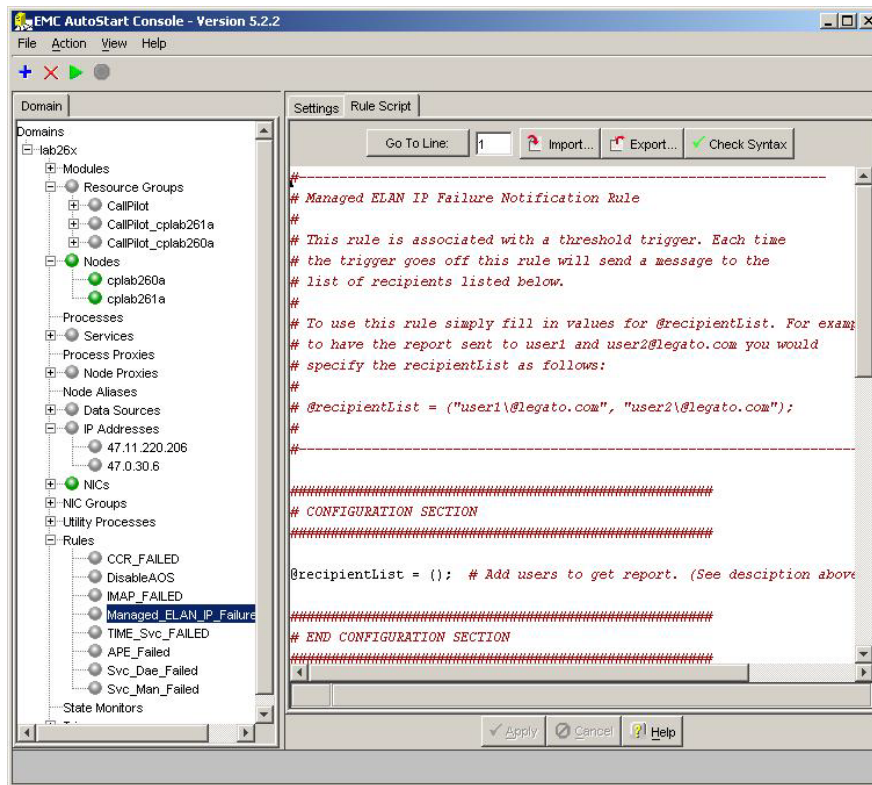 EMC AutoStart Console - Version 5.2.2
File Action View Help
Domain
Domains
lab26x
Modules
Resource Groups
CallPilot
CallPilot_cplab261a
CallPilot_cplab260a
Nodes
cplab260a
cplab261a
Processes
Services
Process Proxies
Node Proxies
Node Aliases
Data Sources
IP Addresses
47.11.220.206
47.0.30.6
NICs
NIC Groups
Utility Processes
Rules
CCR_FAILED
DisableAOS
IMAP_FAILED
Managed_ELAN_IP_Failure
TIME_Svc_FAILED
APE_Failed
Svc_Dae_Failed
Svc_Man_Failed
State Monitors
Settings Rule Script
Go To Line: 1 Import... Export... Check Syntax
#-----------------------------------------------------------------
# Managed ELAN IP Failure Notification Rule
#
# This rule is associated with a threshold trigger. Each time
# the trigger goes off this rule will send a message to the
# list of recipients listed below.
#
# To use this rule simply fill in values for @recipientList. For examp
# to have the report sent to user1 and user2@legato.com you would
# specify the recipientList as follows:
#
# @recipientList = ("user1\@legato.com", "user2\@legato.com");
#
#---------------------------------------------------------------------
####################################################
# CONFIGURATION SECTION
####################################################
@recipientList = (); # Add users to get report. (See desciption above
####################################################
# END CONFIGURATION SECTION
####################################################
Apply Cancel Help